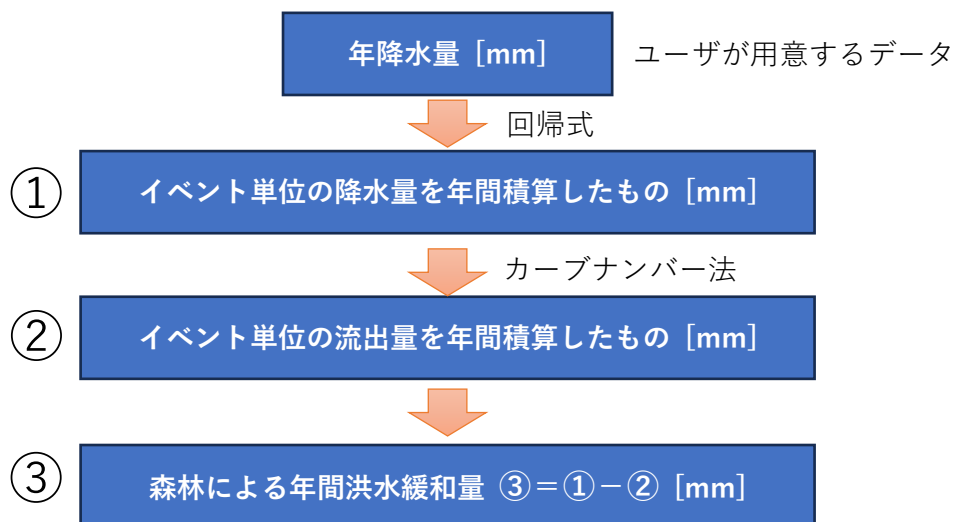 年降水量 [mm] ユーザが用意するデータ
回帰式
① イベント単位の降水量を年間積算したもの [mm]
カーブナンバー法
② イベント単位の流出量を年間積算したもの [mm]
③ 森林による年間洪水緩和量 ③=①-② [mm]